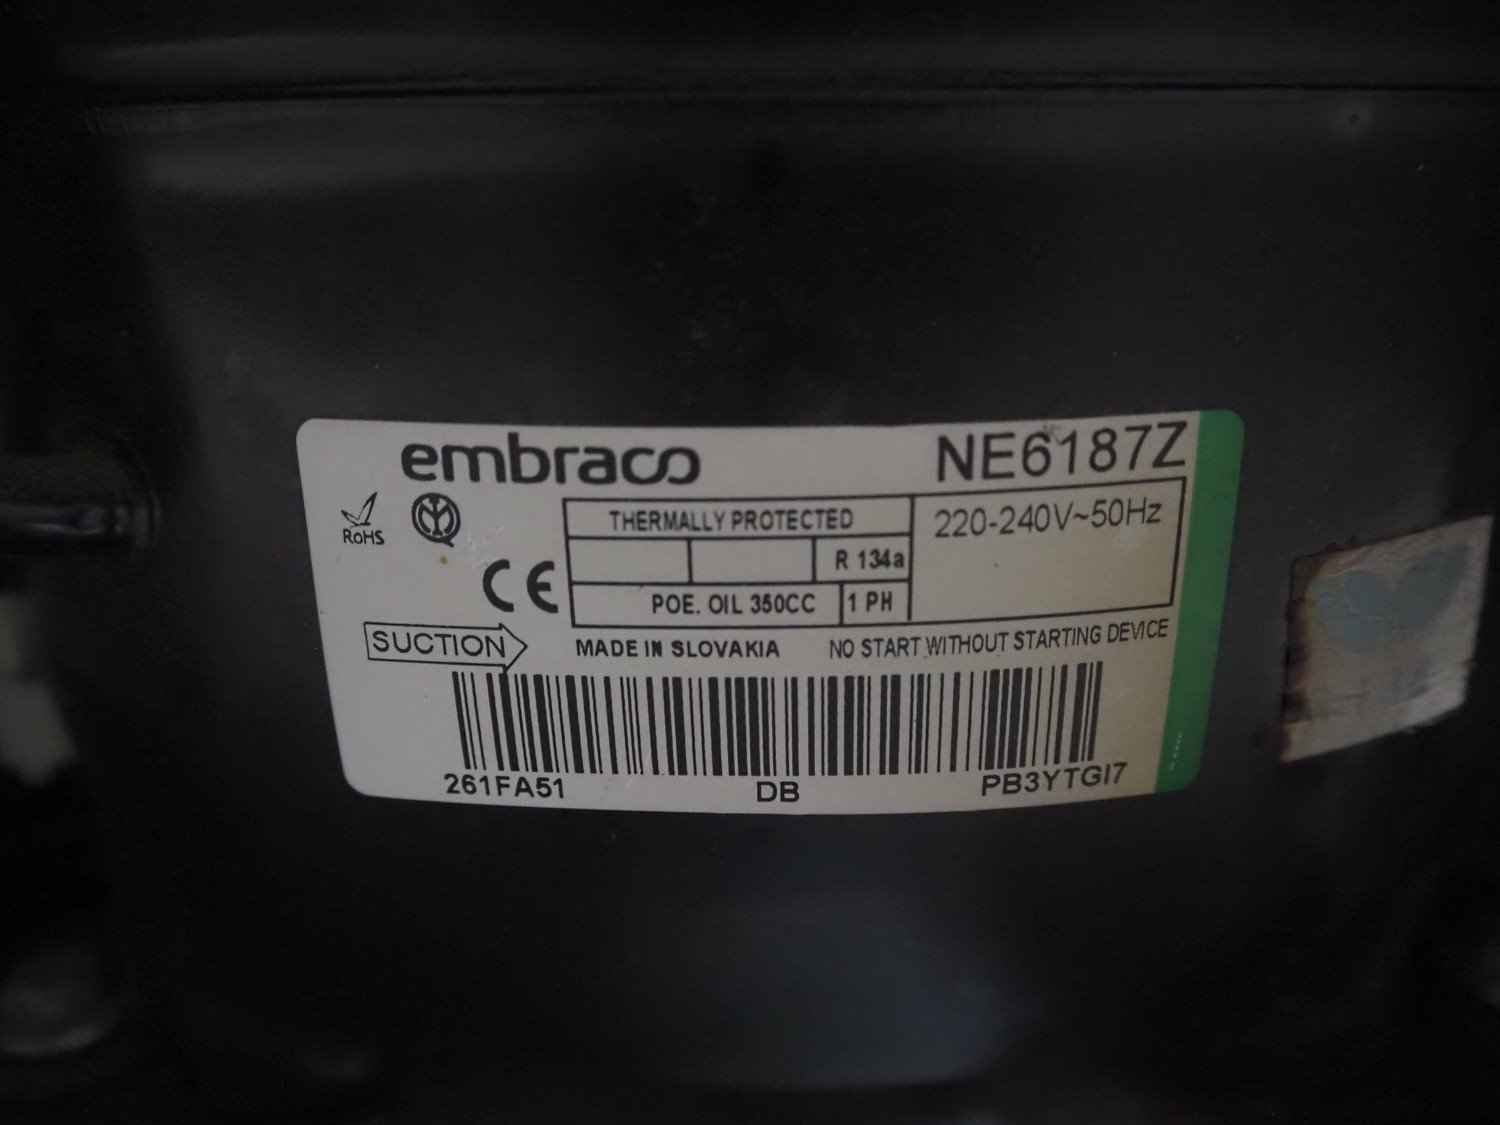 embraco NE6187Z
RoHS
THERMALLY PROTECTED
220-240V~50Hz
R 134a
CE
POE. OIL 350CC 1 PH
SUCTION
MADE IN SLOVAKIA NO START WITHOUT STARTING DEVICE
261FA51 DB PB3YTGI7